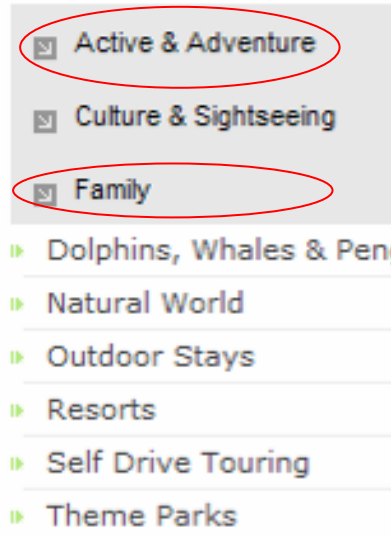 Active & Adventure
Culture & Sightseeing
Family
Dolphins, Whales &
Natural World
Outdoor Stays
Resorts
Self Drive Touring
Theme Parks